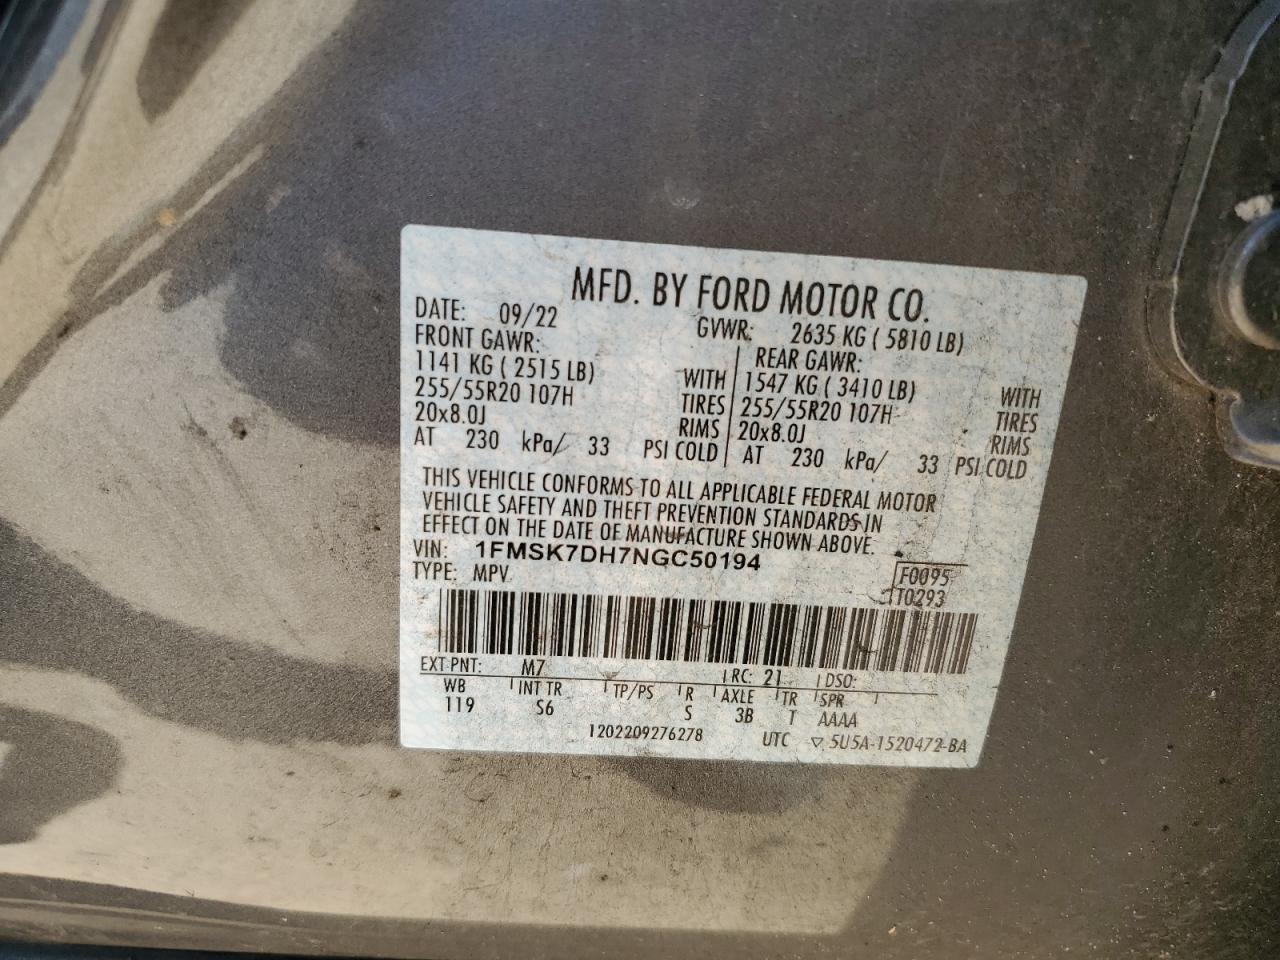 MFD. BY FORD MOTOR CO.
DATE: 09/22 GVWR: 2635 KG ( 5810 LB)
FRONT GAWR: REAR GAWR:
1141 KG ( 2515 LB) WITH 1547 KG ( 3410 LB) WITH
255/55R20 107H TIRES 255/55R20 107H TIRES
20x8.0J RIMS 20x8.0J RIMS
AT 230 kPa/ 33 PSI COLD AT 230 kPa/ 33 PSI COLD
THIS VEHICLE CONFORMS TO ALL APPLICABLE FEDERAL MOTOR
VEHICLE SAFETY AND THEFT PREVENTION STANDARDS IN
EFFECT ON THE DATE OF MANUFACTURE SHOWN ABOVE.
VIN: 1FMSK7DH7NGC50194
TYPE: MPV F0095
T0293
EXT PNT: M7 RC: 21 DSO:
WB INT TR TP/PS R AXLE TR SPR
119 S6 S 3B T AAAA
1202209276278 UTC ▽ 5U5A-1520472-BA